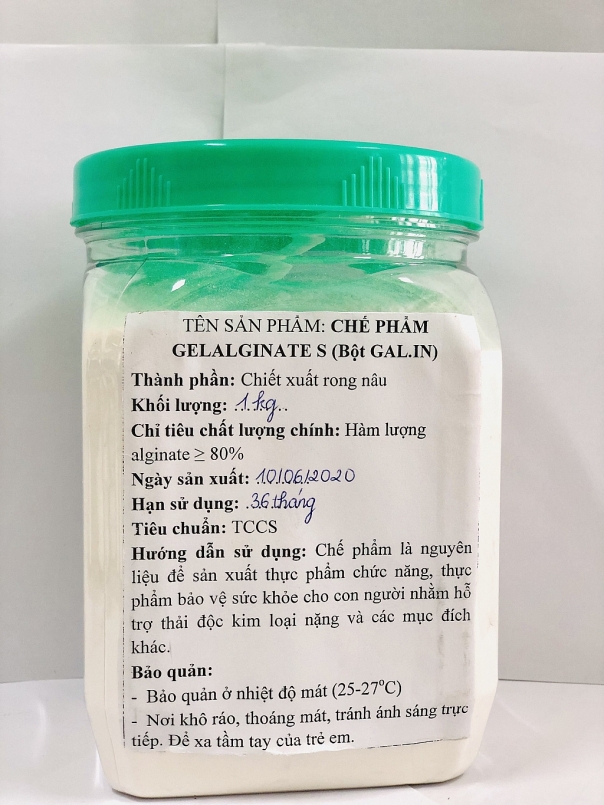 TÊN SẢN PHẨM: CHẾ PHẨM
GELALGINATE S (Bột GAL.IN)
Thành phần: Chiết xuất rong nâu
Khối lượng: .1.kg..
Chỉ tiêu chất lượng chính: Hàm lượng
alginate ≥ 80%
Ngày sản xuất: 10/06/2020
Hạn sử dụng: .36.tháng
Tiêu chuẩn: TCCS
Hướng dẫn sử dụng: Chế phẩm là nguyên
liệu để sản xuất thực phẩm chức năng, thực
phẩm bảo vệ sức khỏe cho con người nhằm hỗ
trợ thải độc kim loại nặng và các mục đích
khác.
Bảo quản:
- Bảo quản ở nhiệt độ mát (25-27°C)
- Nơi khô ráo, thoáng mát, tránh ánh sáng trực
tiếp. Để xa tầm tay của trẻ em.